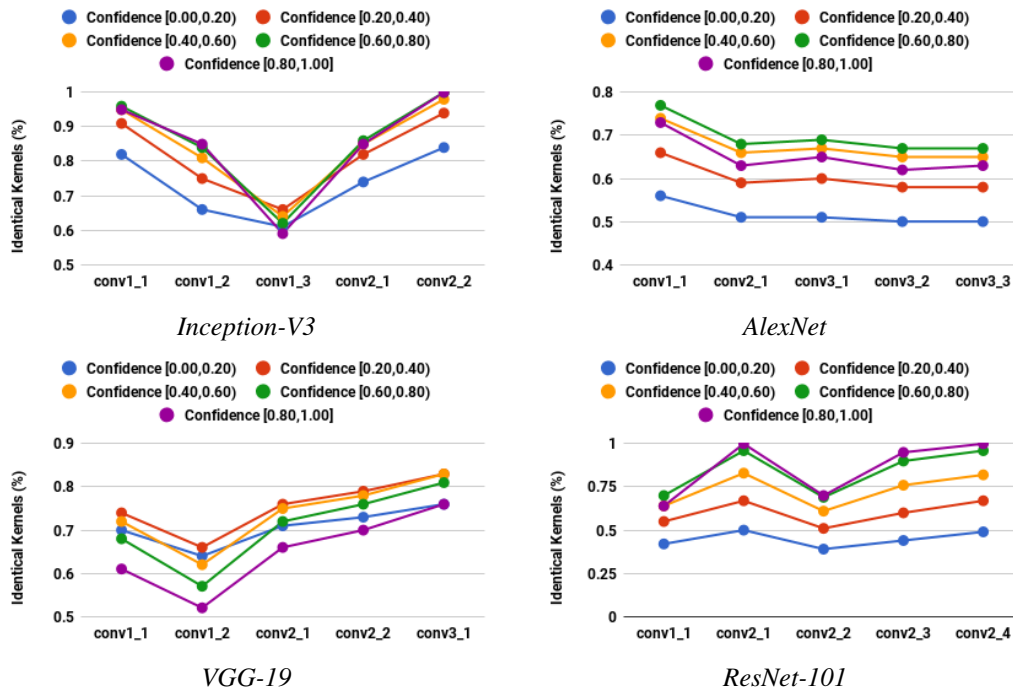 Confidence [0.00,0.20) Confidence [0.20,0.40)
Confidence [0.40,0.60) Confidence [0.60,0.80)
Confidence [0.80,1.00]
Identical Kernels (%)
1
0.9
0.8
0.7
0.6
0.5
conv1_1 conv1_2 conv1_3 conv2_1 conv2_2
Inception-V3
Confidence [0.00,0.20) Confidence [0.20,0.40)
Confidence [0.40,0.60) Confidence [0.60,0.80)
Confidence [0.80,1.00]
Identical Kernels (%)
0.8
0.7
0.6
0.5
0.4
conv1_1 conv2_1 conv3_1 conv3_2 conv3_3
AlexNet
Confidence [0.00,0.20) Confidence [0.20,0.40)
Confidence [0.40,0.60) Confidence [0.60,0.80)
Confidence [0.80,1.00]
Identical Kernels (%)
0.9
0.8
0.7
0.6
0.5
conv1_1 conv1_2 conv2_1 conv2_2 conv3_1
VGG-19
Confidence [0.00,0.20) Confidence [0.20,0.40)
Confidence [0.40,0.60) Confidence [0.60,0.80)
Confidence [0.80,1.00]
Identical Kernels (%)
1
0.75
0.5
0.25
0
conv1_1 conv2_1 conv2_2 conv2_3 conv2_4
ResNet-101